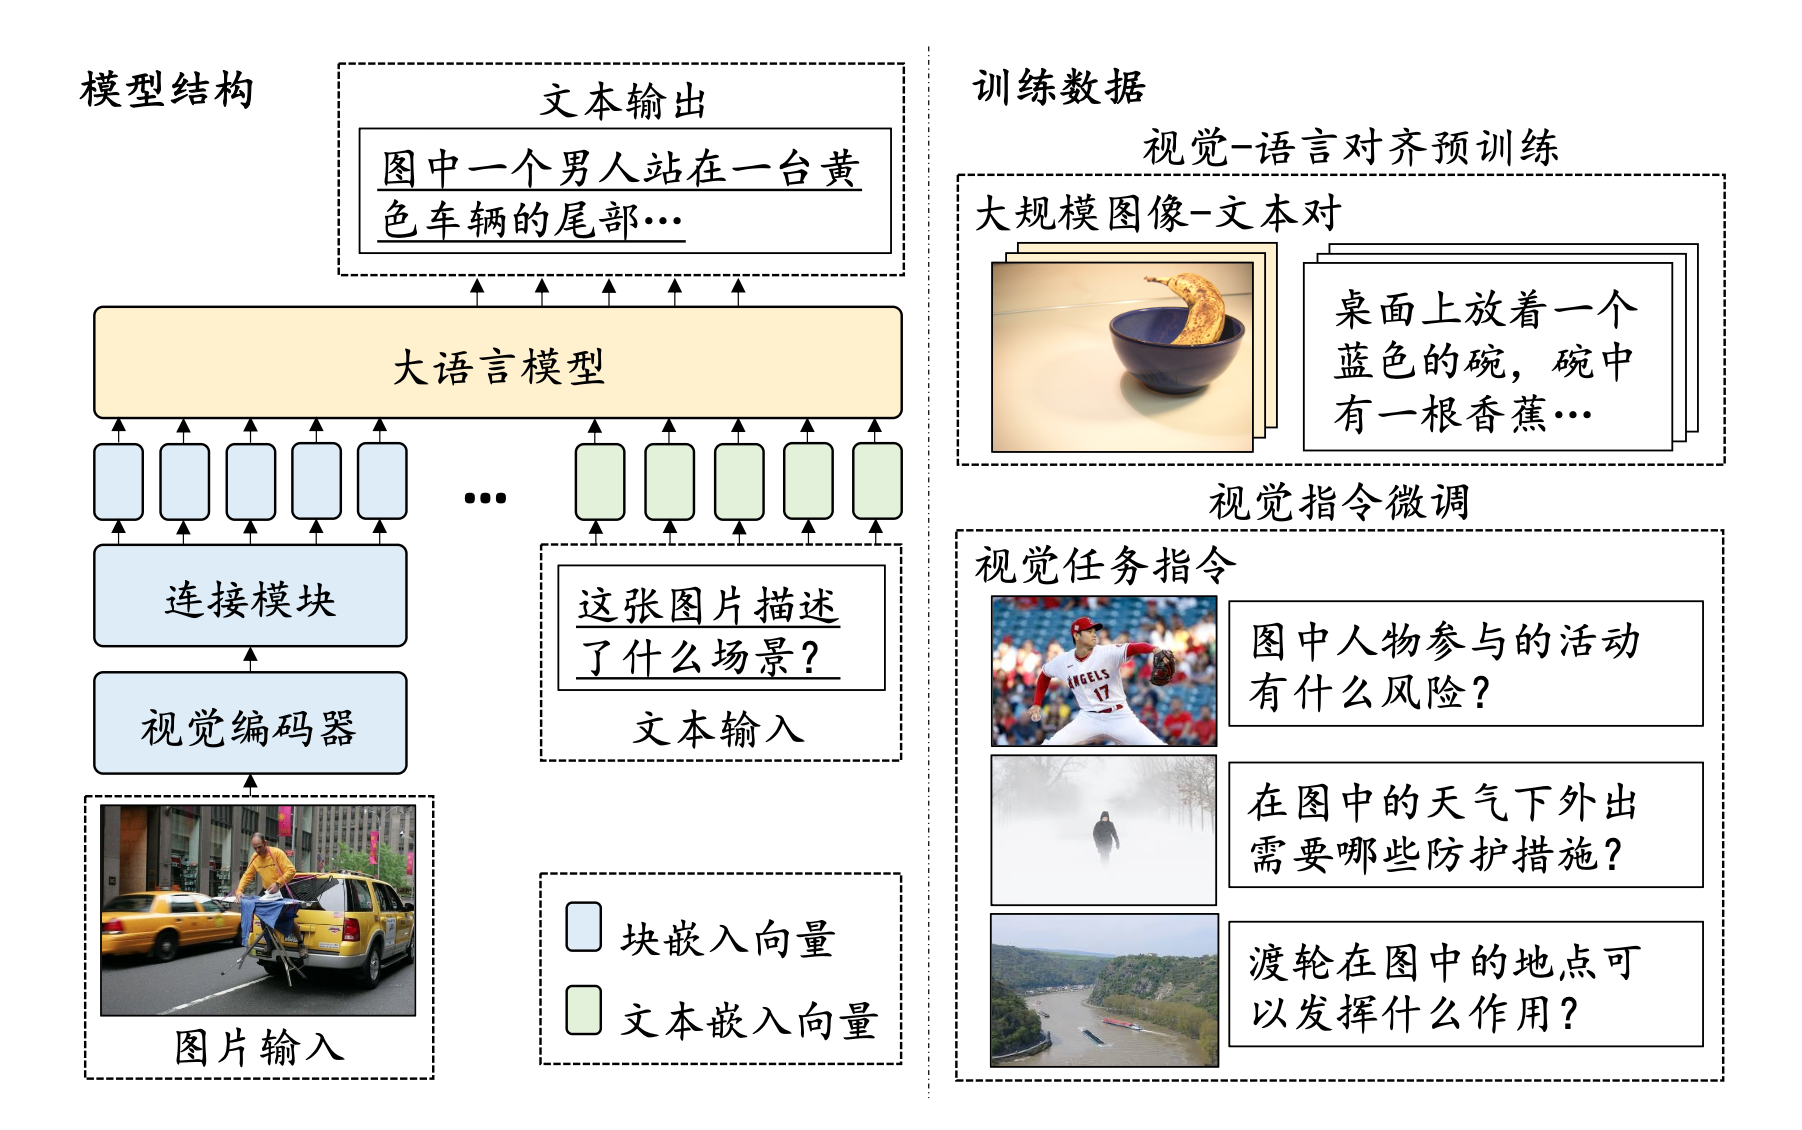 模型结构
文本输出
图中一个男人站在一台黄
色车辆的尾部…
大语言模型
…
连接模块
视觉编码器
图片输入
这张图片描述
了什么场景?
文本输入
块嵌入向量
文本嵌入向量
训练数据
视觉-语言对齐预训练
大规模图像-文本对
桌面上放着一个
蓝色的碗，碗中
有一根香蕉…
视觉指令微调
视觉任务指令
ANGELS
17
图中人物参与的活动
有什么风险?
在图中的天气下外出
需要哪些防护措施?
渡轮在图中的地点可
以发挥什么作用?